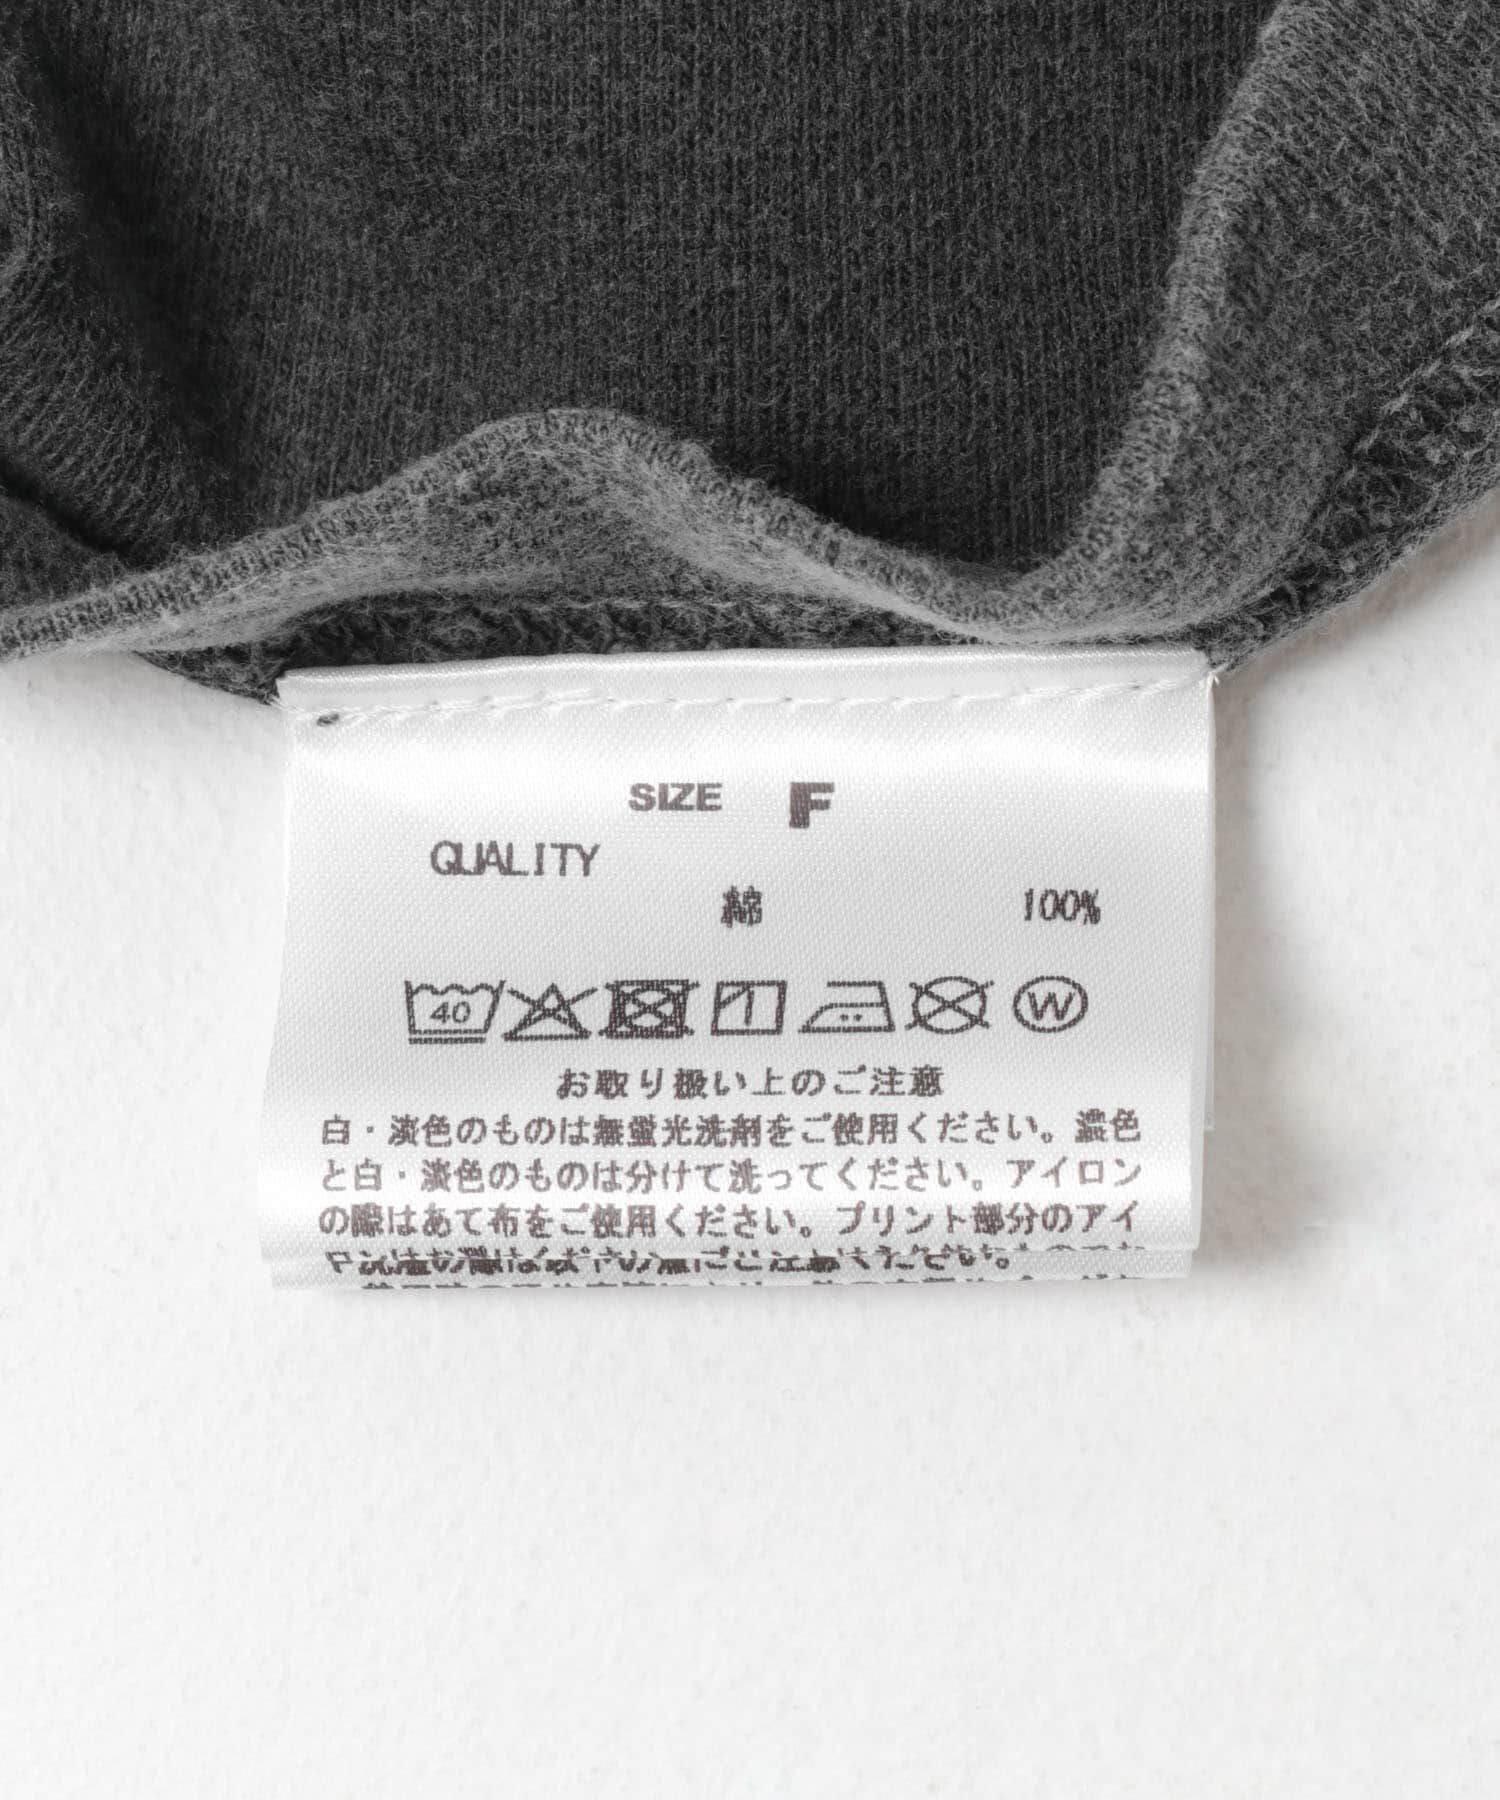 SIZE F
QUALITY
綿 100%
40 W
お取り扱い上のご注意
白・淡色のものは無蛍光洗剤をご使用ください。濃色
と白・淡色のものは分けて洗ってください。アイロン
の際はあて布をご使用ください。プリント部分のアイ